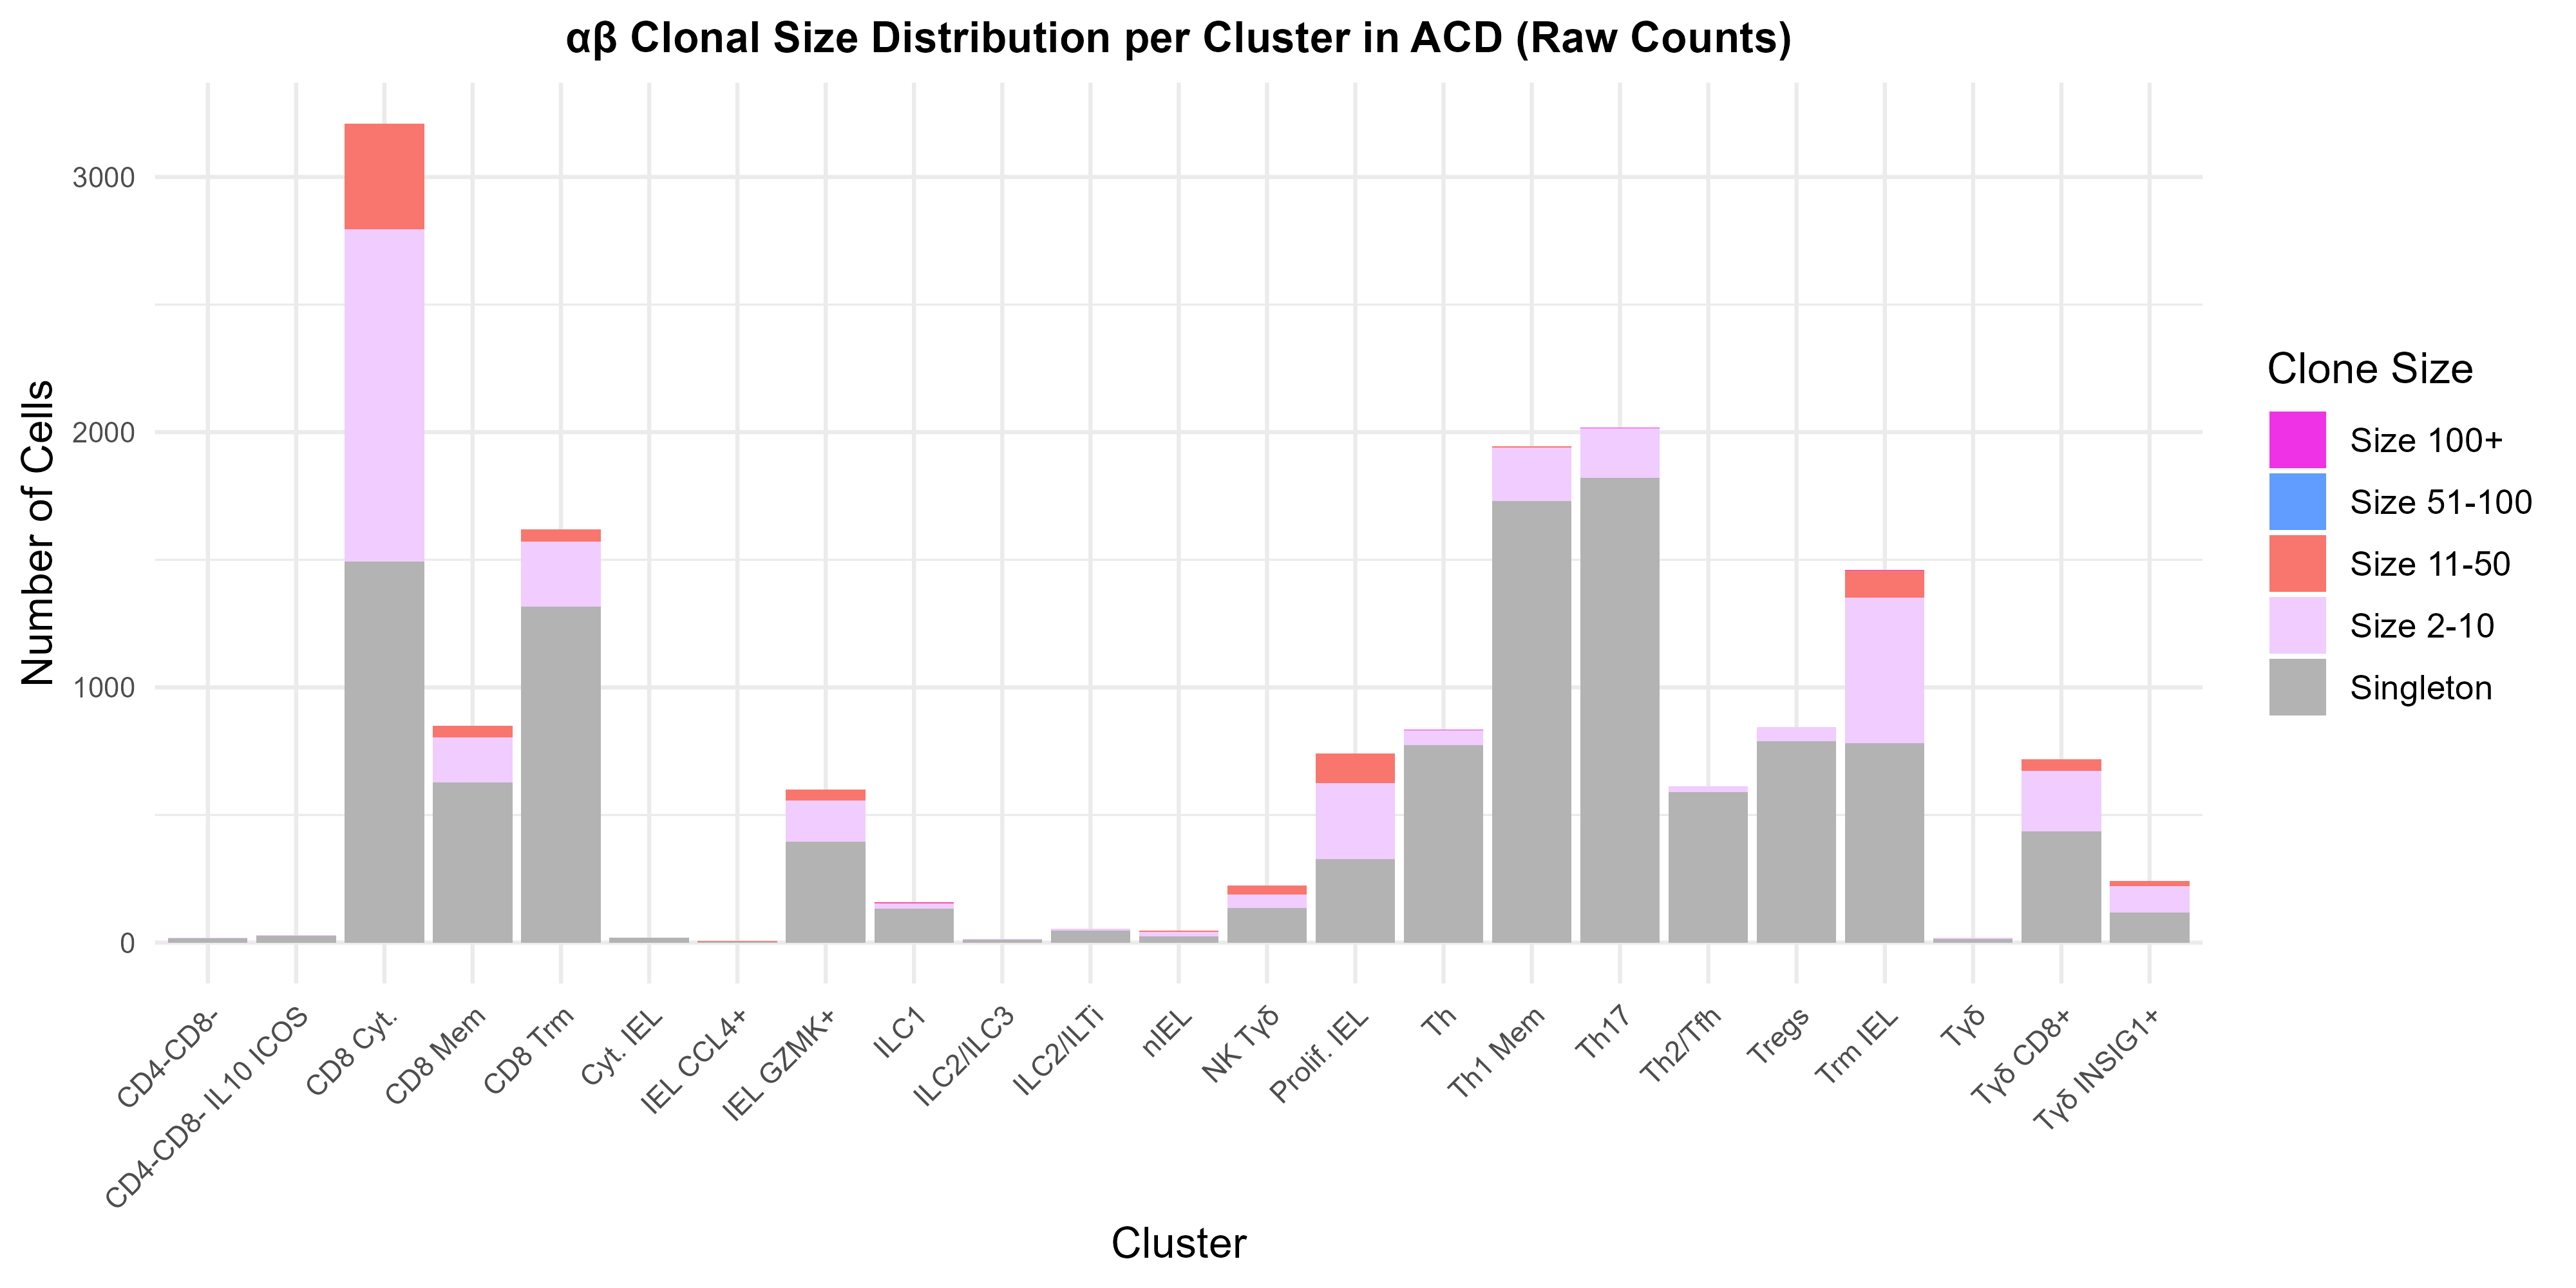 αβ Clonal Size Distribution per Cluster in ACD (Raw Counts)
Number of Cells
3000
2000
1000
0
CD4-CD8-
CD4-CD8- IL10 ICOS
CD8 Cyt.
CD8 Mem
CD8 Trm
Cyt. IEL
IEL CCL4+
IEL GZMK+
ILC1
ILC2/ILC3
ILC2/ILTi
nIEL
NK Tγδ
Prolif. IEL
Th
Th1 Mem
Th17
Th2/Tfh
Tregs
Trm IEL
Tγδ
Tγδ CD8+
Tγδ INSIG1+
Cluster
Clone Size
Size 100+
Size 51-100
Size 11-50
Size 2-10
Singleton